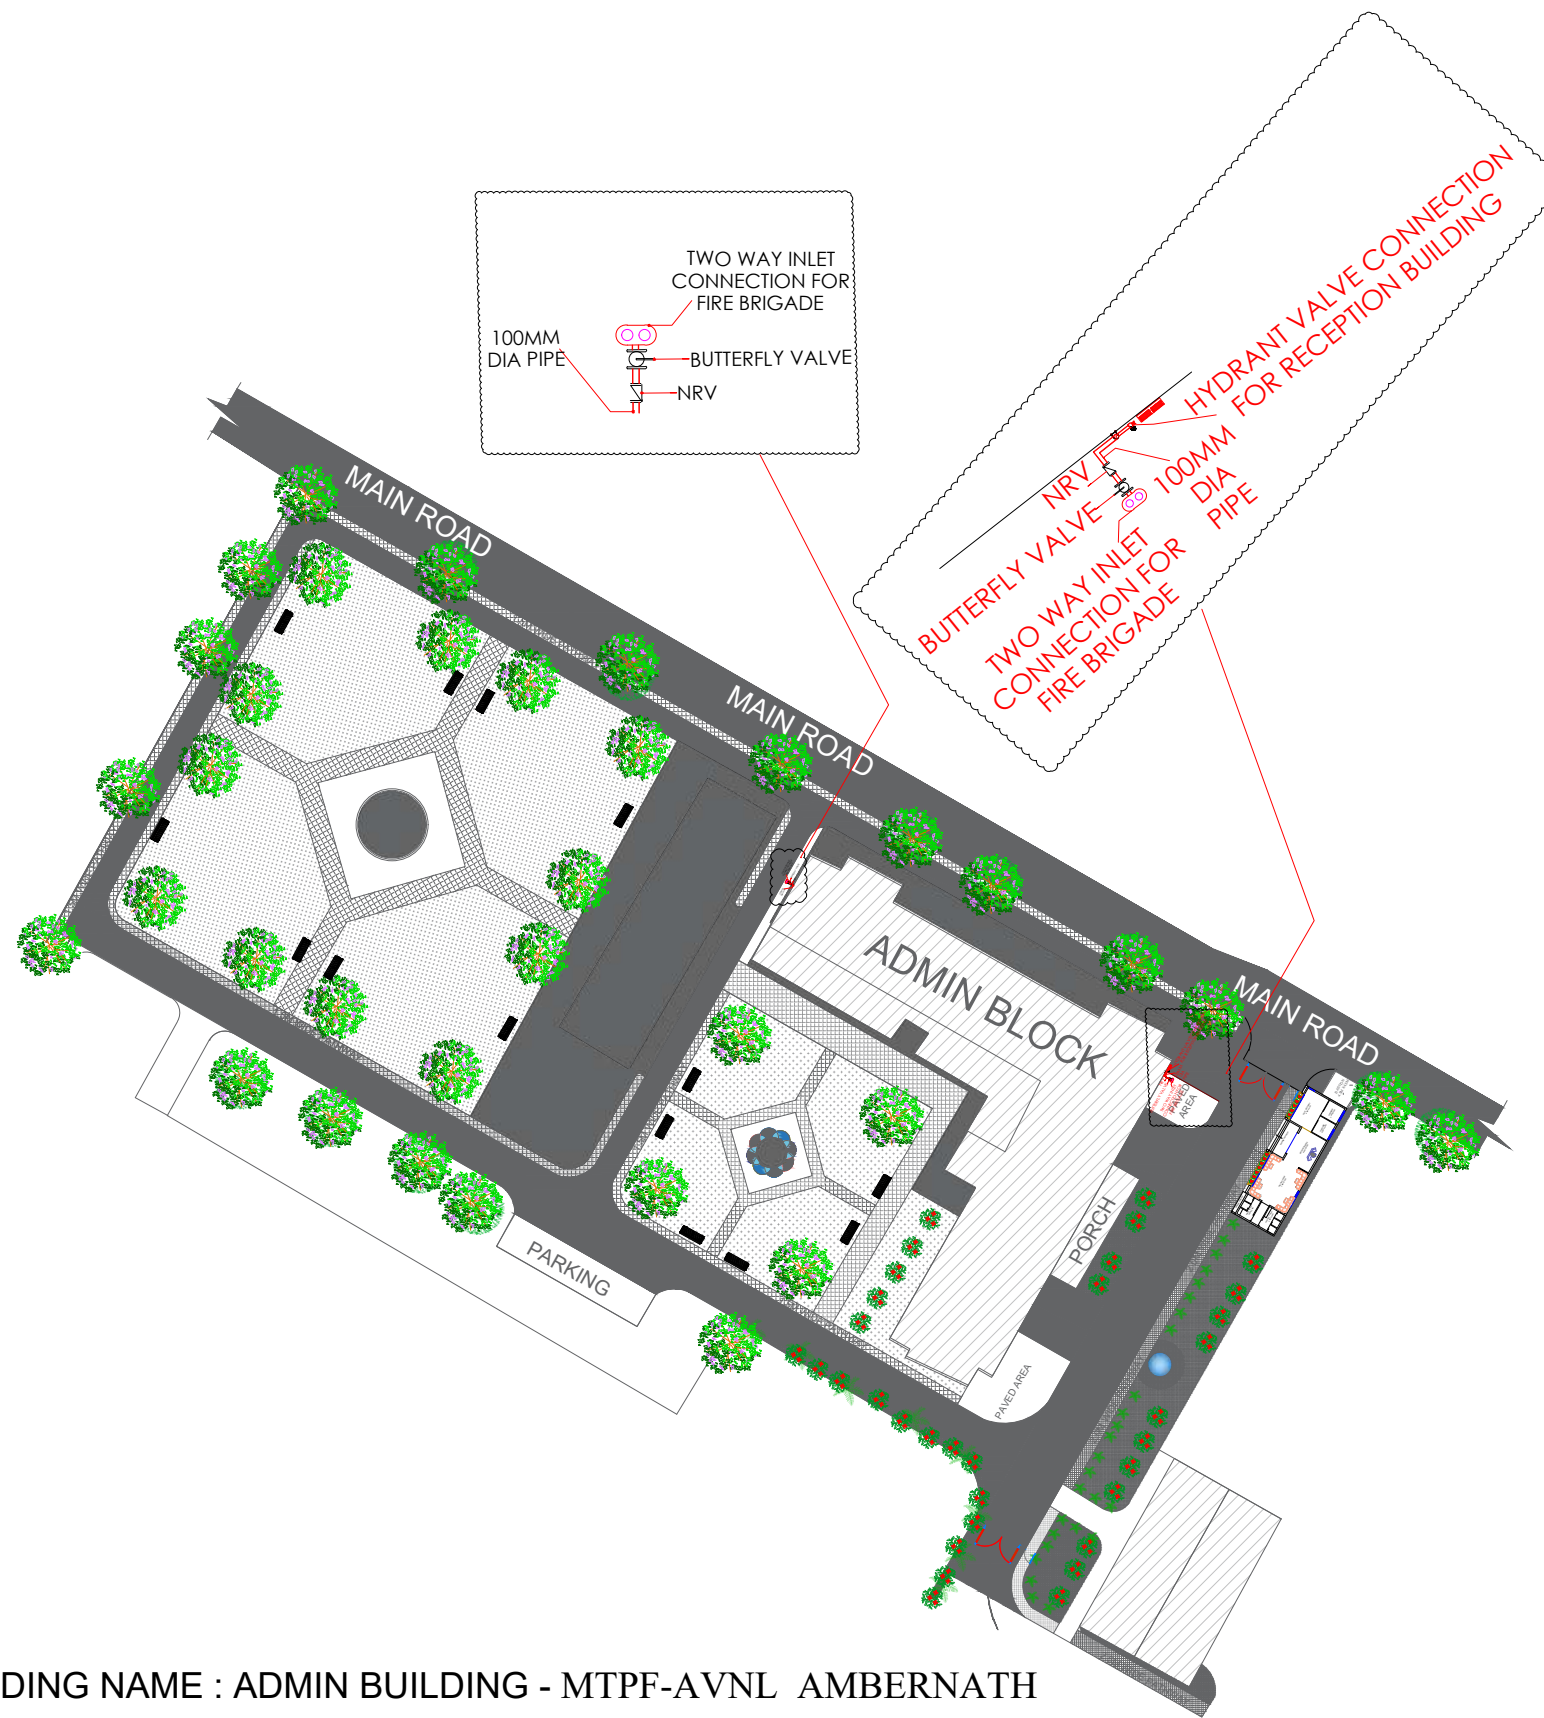 TWO WAY INLET
CONNECTION FOR
FIRE BRIGADE
100MM
DIA PIPE
BUTTERFLY VALVE
NRV
HYDRANT VALVE CONNECTION
FOR RECEPTION BUILDING
NRV
100MM
DIA
PIPE
BUTTERFLY VALVE
TWO WAY INLET
CONNECTION FOR
FIRE BRIGADE
MAIN ROAD
MAIN ROAD
MAIN ROAD
ADMIN BLOCK
PAVED
AREA
PORCH
PARKING
PAVED AREA
DING NAME : ADMIN BUILDING - MTPF-AVNL AMBERNATH